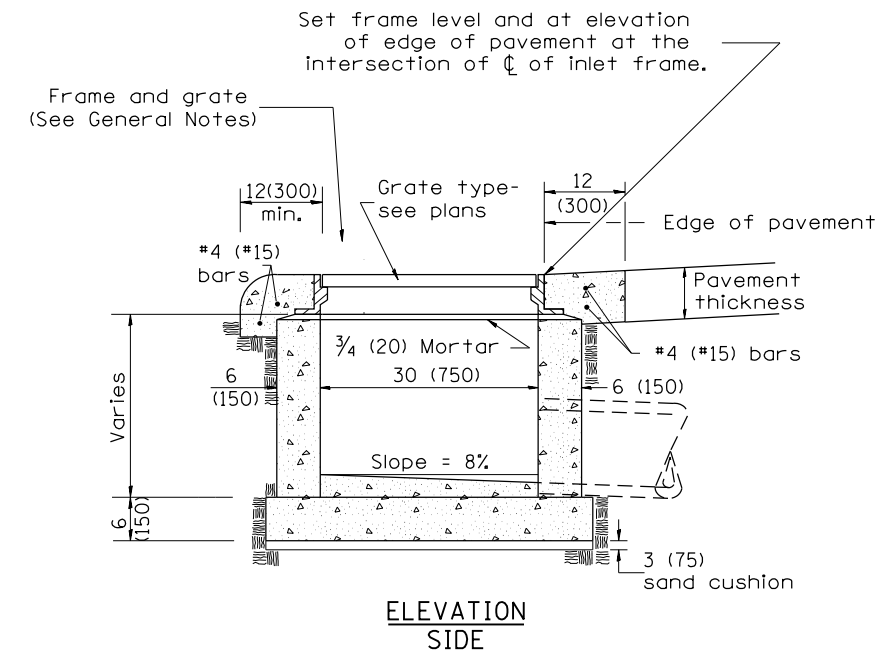 Set frame level and at elevation
of edge of pavement at the
intersection of ℄ of inlet frame.
Frame and grate
(See General Notes)
12(300)
min.
Grate type-
see plans
12
(300)
Edge of pavement
#4 (#15)
bars
Pavement
thickness
3/4 (20) Mortar
#4 (#15) bars
6
(150)
30 (750)
6 (150)
Varies
Slope = 8%
6
(150)
3 (75)
sand cushion
ELEVATION
SIDE